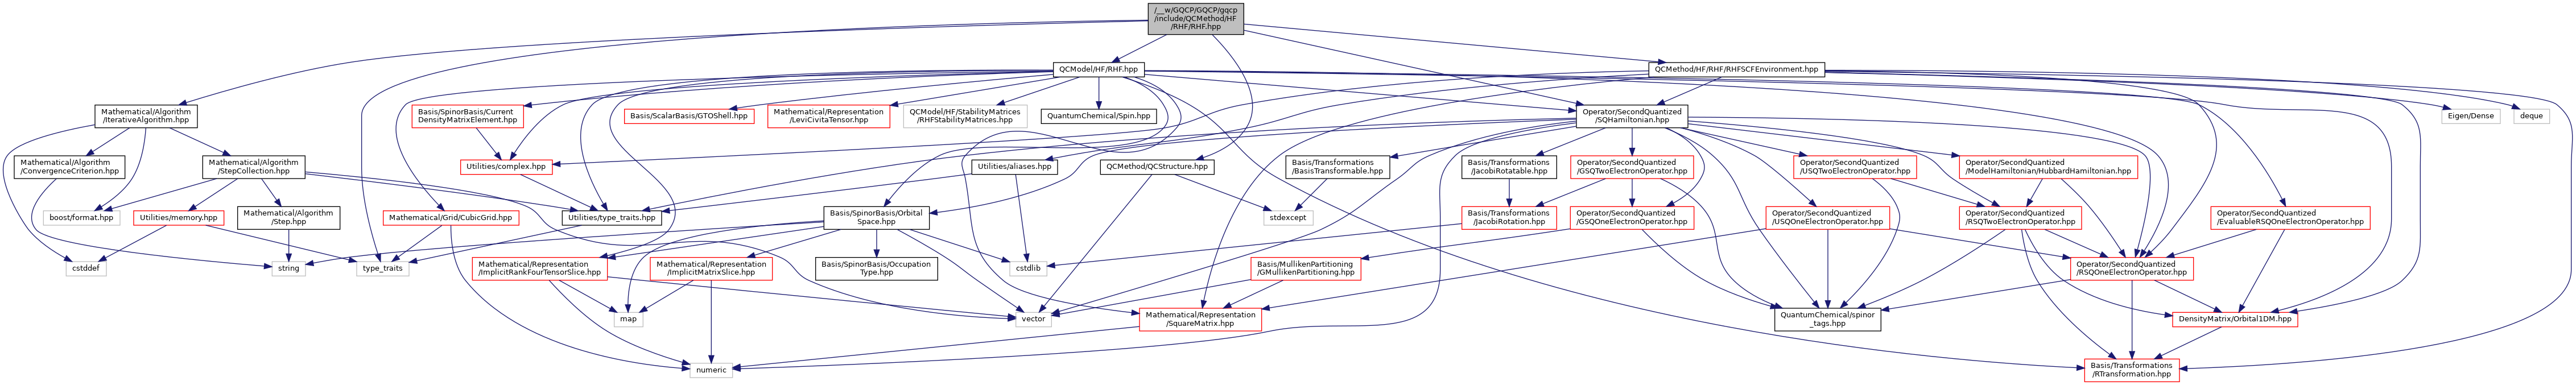 /__w/GQCP/GQCP/gqcp
/include/QCMethod/HF
/RHF/RHF.hpp
QCModel/HF/RHF.hpp
QCMethod/HF/RHF/RHFSCFEnvironment.hpp
Mathematical/Algorithm
/IterativeAlgorithm.hpp
Basis/SpinorBasis/Current
DensityMatrixElement.hpp
Basis/ScalarBasis/GTOShell.hpp
Mathematical/Representation
/LeviCivitaTensor.hpp
QCModel/HF/StabilityMatrices
/RHFStabilityMatrices.hpp
QuantumChemical/Spin.hpp
Operator/SecondQuantized
/SQHamiltonian.hpp
Eigen/Dense
deque
Mathematical/Algorithm
/ConvergenceCriterion.hpp
Mathematical/Algorithm
/StepCollection.hpp
Utilities/complex.hpp
Utilities/aliases.hpp
QCMethod/QCStructure.hpp
Basis/Transformations
/BasisTransformable.hpp
Basis/Transformations
/JacobiRotatable.hpp
Operator/SecondQuantized
/GSQTwoElectronOperator.hpp
Operator/SecondQuantized
/USQTwoElectronOperator.hpp
Operator/SecondQuantized
/ModelHamiltonian/HubbardHamiltonian.hpp
boost/format.hpp
Utilities/memory.hpp
Mathematical/Algorithm
/Step.hpp
Mathematical/Grid/CubicGrid.hpp
Utilities/type_traits.hpp
Basis/SpinorBasis/Orbital
Space.hpp
stdexcept
Basis/Transformations
/JacobiRotation.hpp
Operator/SecondQuantized
/GSQOneElectronOperator.hpp
Operator/SecondQuantized
/USQOneElectronOperator.hpp
Operator/SecondQuantized
/RSQTwoElectronOperator.hpp
Operator/SecondQuantized
/EvaluableRSQOneElectronOperator.hpp
cstddef
string
type_traits
Mathematical/Representation
/ImplicitRankFourTensorSlice.hpp
Mathematical/Representation
/ImplicitMatrixSlice.hpp
Basis/SpinorBasis/Occupation
Type.hpp
cstdlib
Basis/MullikenPartitioning
/GMullikenPartitioning.hpp
Operator/SecondQuantized
/RSQOneElectronOperator.hpp
map
vector
Mathematical/Representation
/SquareMatrix.hpp
QuantumChemical/spinor
_tags.hpp
DensityMatrix/Orbital1DM.hpp
numeric
Basis/Transformations
/RTransformation.hpp